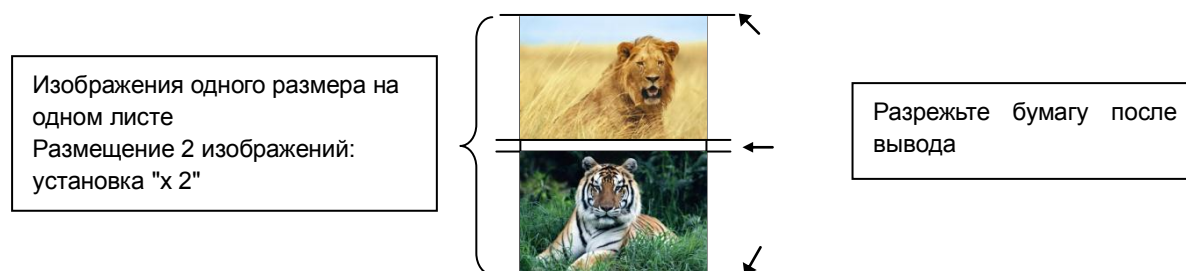 Изображения одного размера на
одном листе
Размещение 2 изображений:
установка "x 2"
Разрежьте бумагу после
вывода